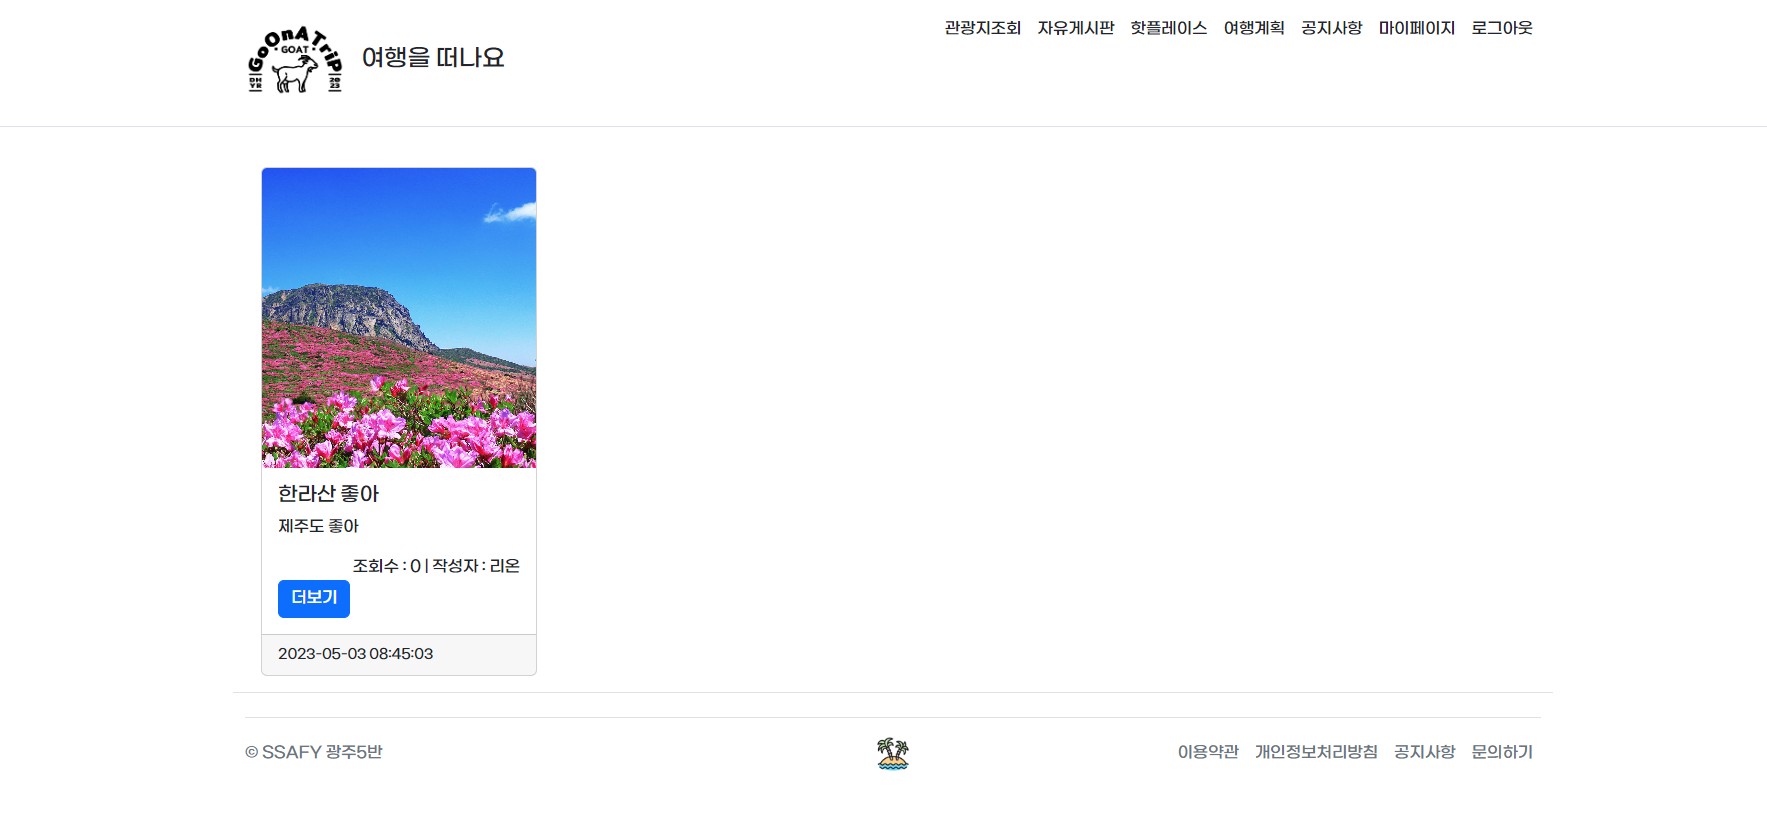 GoOnATriP
GOAT
DH
YR
20
23
여행을 떠나요
관광지조회 자유게시판 핫플레이스 여행계획 공지사항 마이페이지 로그아웃
한라산 좋아
제주도 좋아
조회수 : 0 | 작성자 : 리온
더보기
2023-05-03 08:45:03
© SSAFY 광주5반
이용약관 개인정보처리방침 공지사항 문의하기